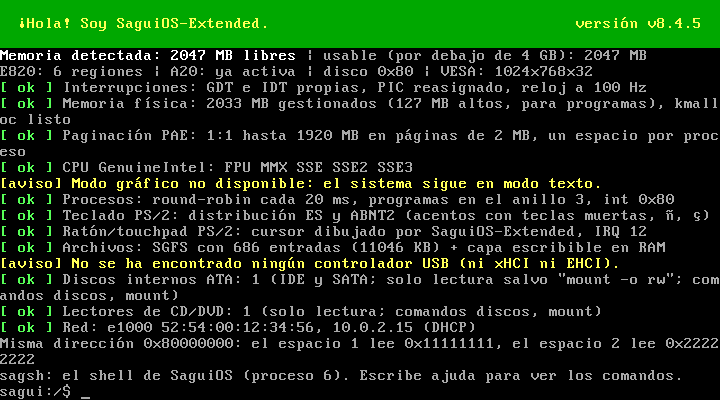 ¡Hola! Soy SaguiOS-Extended. versión v8.4.5
Memoria detectada: 2047 MB libres ¦ usable (por debajo de 4 GB): 2047 MB
E820: 6 regiones ¦ A20: ya activa ¦ disco 0x80 ¦ VESA: 1024x768x32
[ ok ] Interrupciones: GDT e IDT propias, PIC reasignado, reloj a 100 Hz
[ ok ] Memoria física: 2033 MB gestionados (127 MB altos, para programas), kmall
oc listo
[ ok ] Paginación PAE: 1:1 hasta 1920 MB en páginas de 2 MB, un espacio por proc
eso
[ ok ] CPU GenuineIntel: FPU MMX SSE SSE2 SSE3
[aviso] Modo gráfico no disponible: el sistema sigue en modo texto.
[ ok ] Procesos: round-robin cada 20 ms, programas en el anillo 3, int 0x80
[ ok ] Teclado PS/2: distribución ES y ABNT2 (acentos con teclas muertas, ñ, ç)
[ ok ] Ratón/touchpad PS/2: cursor dibujado por SaguiOS-Extended, IRQ 12
[ ok ] Archivos: SGFS con 686 entradas (11046 KB) + capa escribible en RAM
[aviso] No se ha encontrado ningún controlador USB (ni xHCI ni EHCI).
[ ok ] Discos internos ATA: 1 (IDE y SATA; solo lectura salvo "mount -o rw"; com
andos discos, mount)
[ ok ] Lectores de CD/DVD: 1 (solo lectura; comandos discos, mount)
[ ok ] Red: e1000 52:54:00:12:34:56, 10.0.2.15 (DHCP)
Misma dirección 0x80000000: el espacio 1 lee 0x11111111, el espacio 2 lee 0x2222
2222
sagsh: el shell de SaguiOS (proceso 6). Escribe ayuda para ver los comandos.
sagui:/$ _